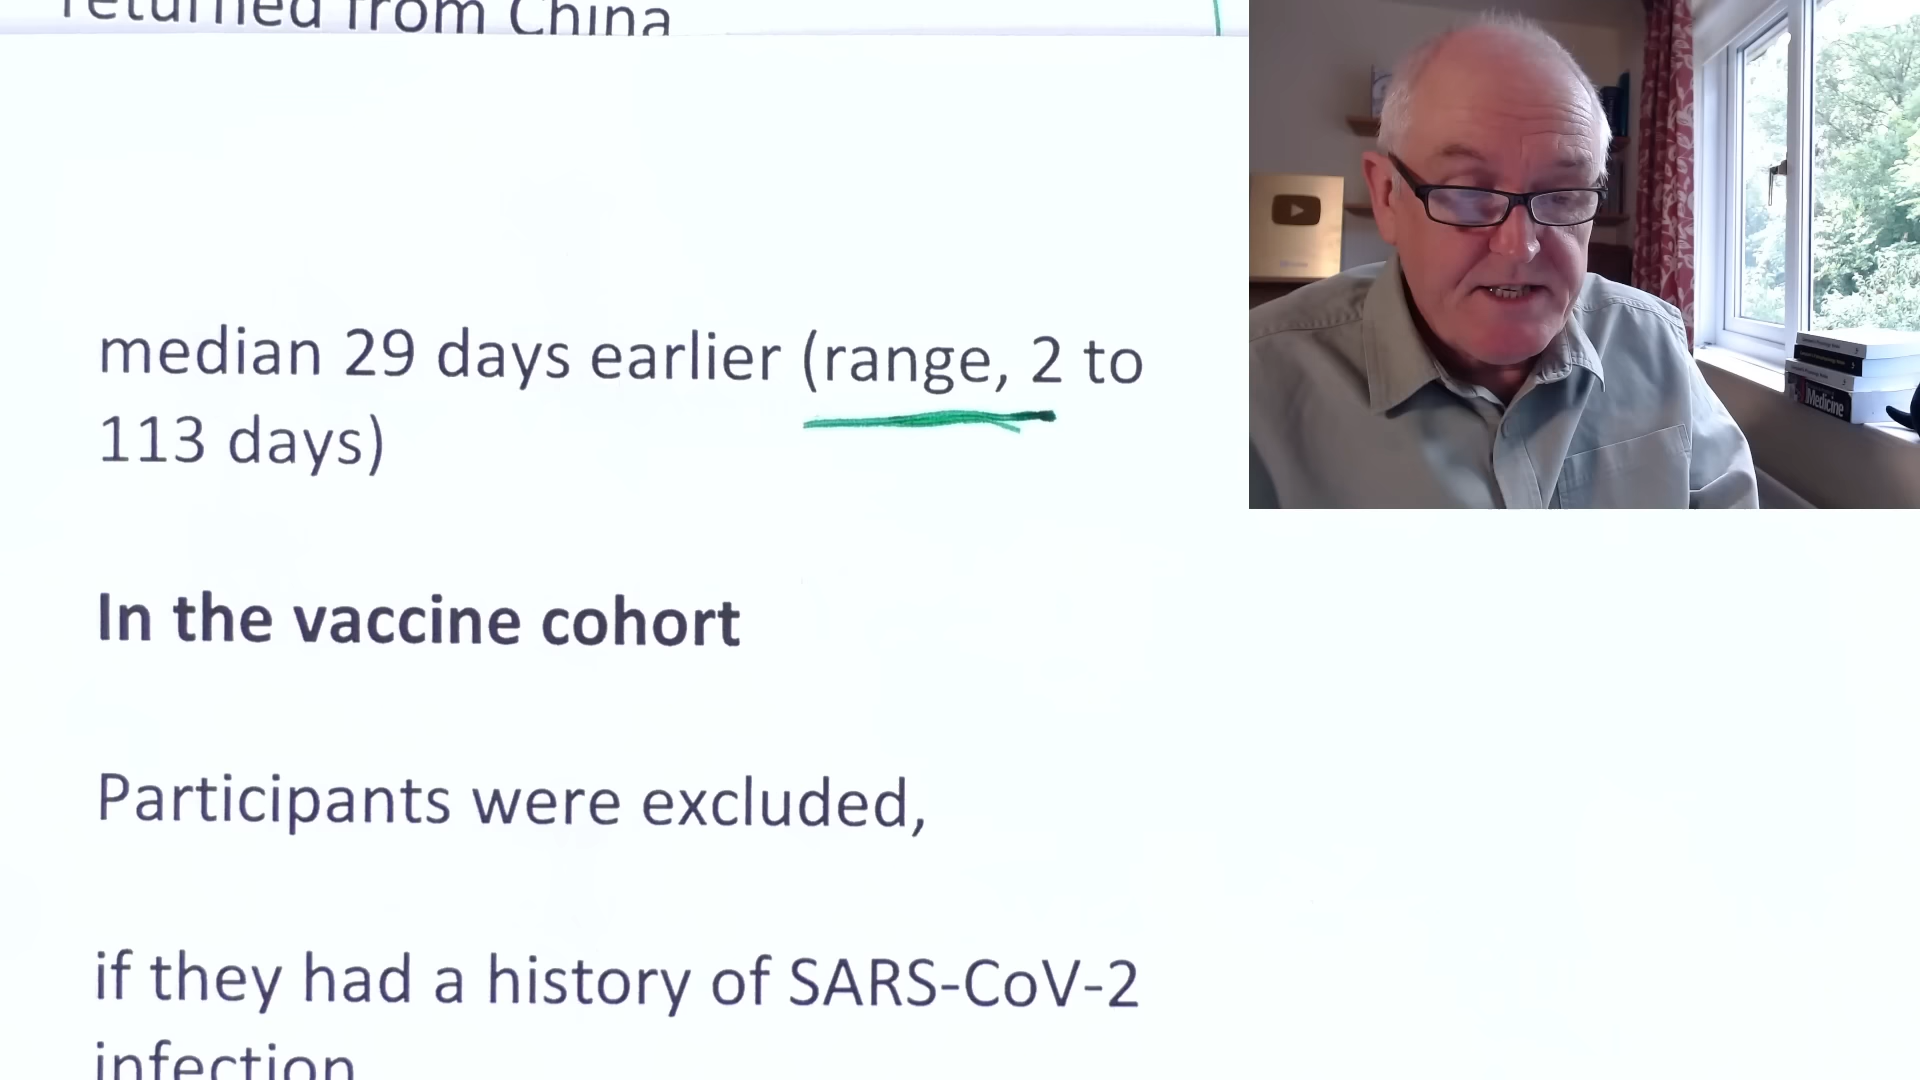 returned from China
median 29 days earlier (range, 2 to
113 days)
In the vaccine cohort
Participants were excluded,
if they had a history of SARS-CoV-2
infection
Medicine